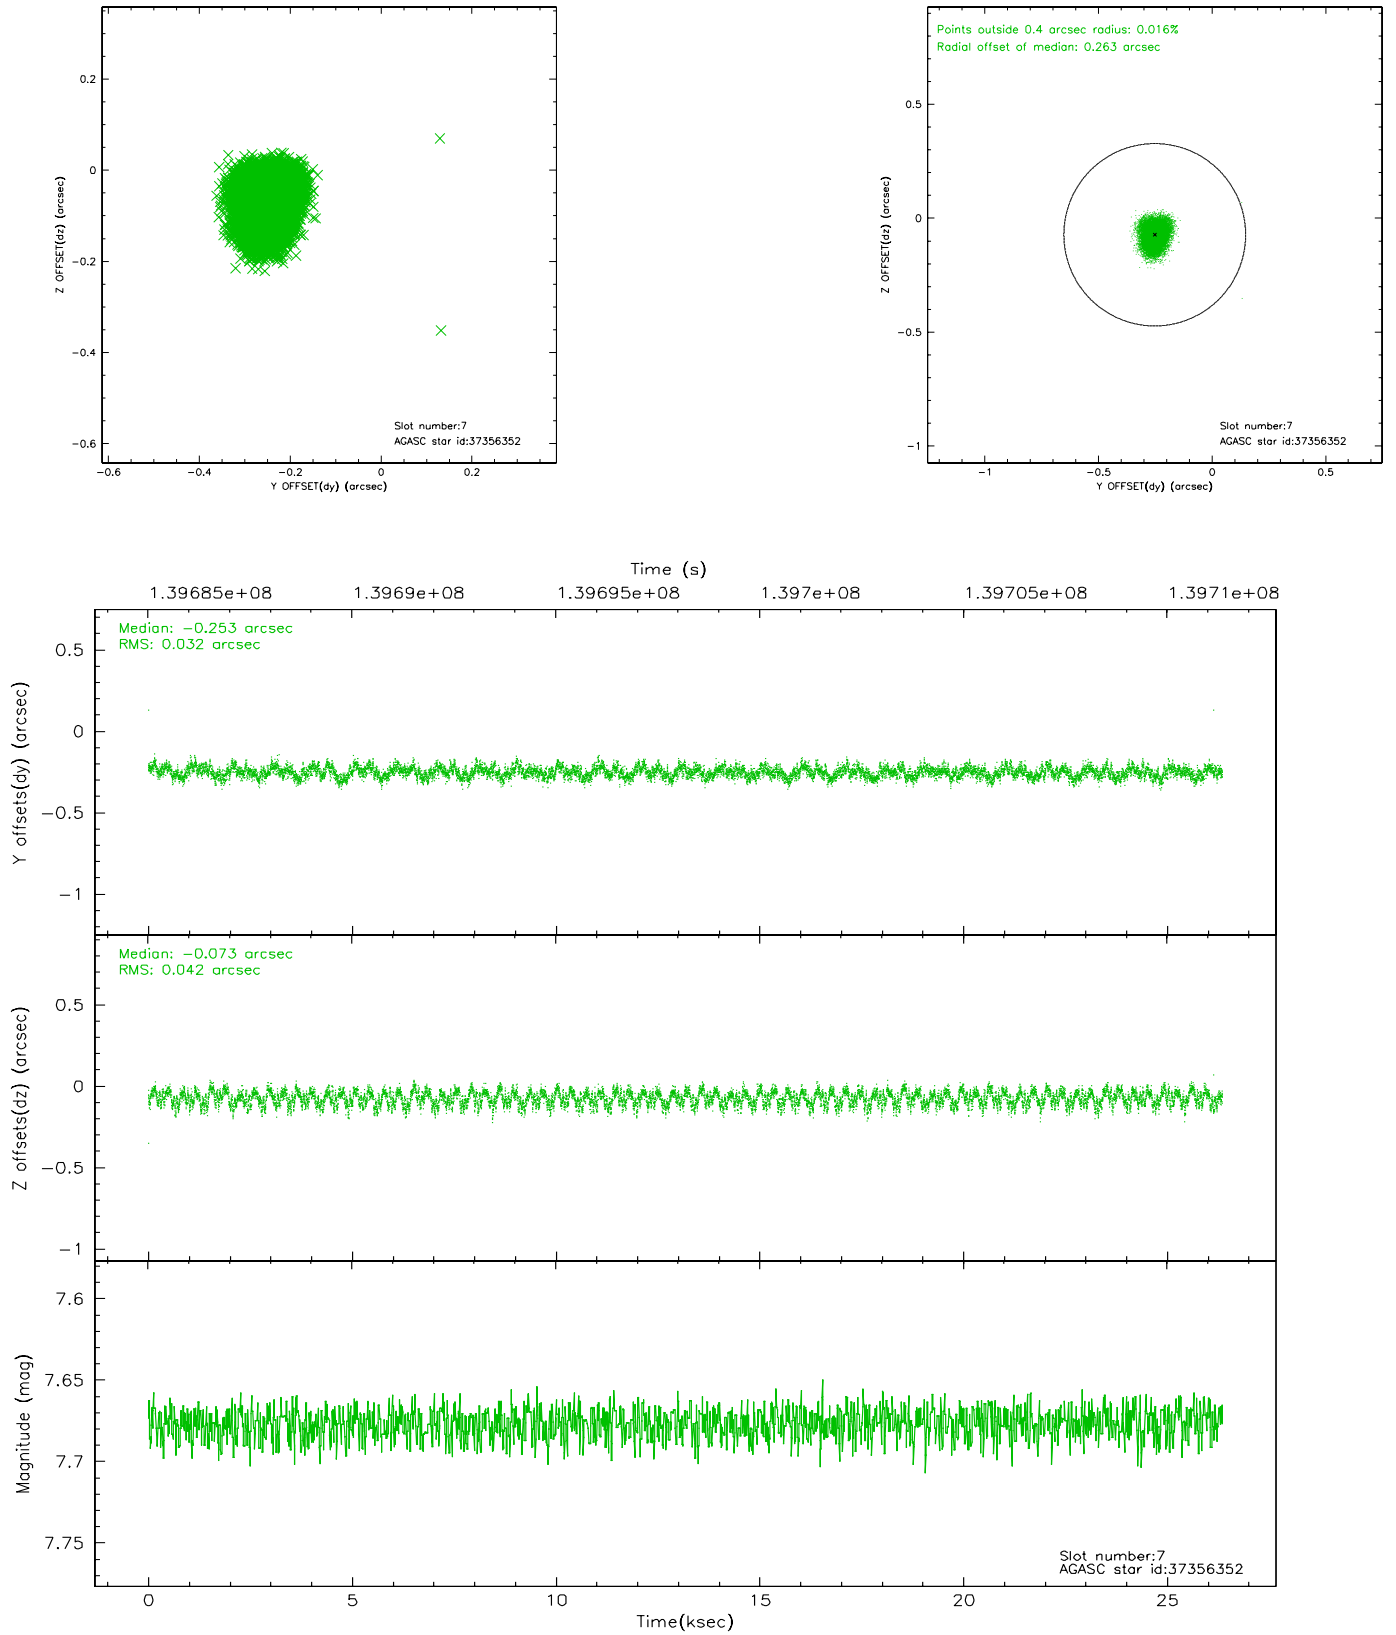 0.2
0
−0.2
−0.4
−0.6
Z OFFSET(dz) (arcsec)
Slot number:7
AGASC star id:37356352
−0.6
−0.4
−0.2
0
0.2
Y OFFSET(dy) (arcsec)
Points outside 0.4 arcsec radius: 0.016%
Radial offset of median: 0.263 arcsec
0.5
0
−0.5
−1
Z OFFSET(dz) (arcsec)
Slot number:7
AGASC star id:37356352
−1
−0.5
0
0.5
Y OFFSET(dy) (arcsec)
Time (s)
1.39685e+08
1.3969e+08
1.39695e+08
1.397e+08
1.39705e+08
1.3971e+08
Median: −0.253 arcsec
RMS: 0.032 arcsec
0.5
0
−0.5
−1
Y offsets(dy) (arcsec)
Median: −0.073 arcsec
RMS: 0.042 arcsec
0.5
0
−0.5
−1
Z offsets(dz) (arcsec)
7.6
7.65
7.7
7.75
Magnitude (mag)
Slot number:7
AGASC star id:37356352
0
5
10
15
20
25
Time(ksec)